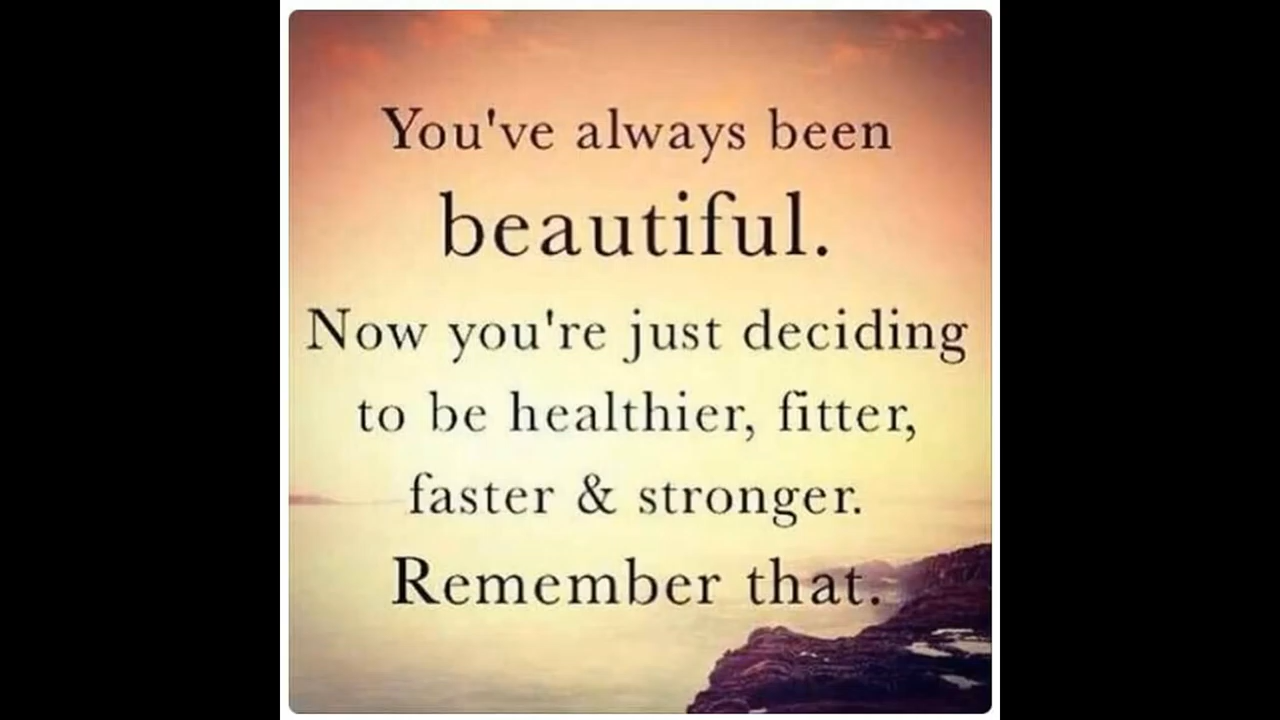 You've always been
beautiful.
Now you're just deciding
to be healthier, fitter,
faster & stronger.
Remember that.